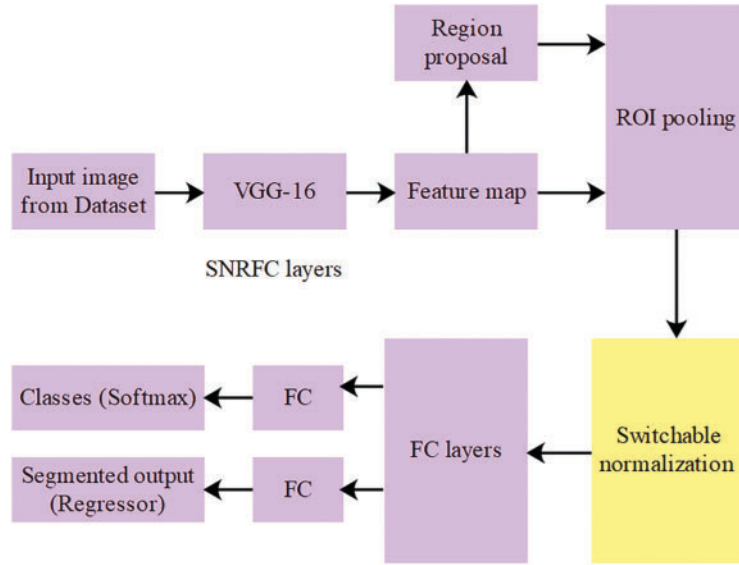 Region
proposal
ROI pooling
Input image
from Dataset
VGG-16
Feature map
SNRFC layers
Classes (Softmax)
FC
FC layers
Switchable
normalization
Segmented output
(Regressor)
FC